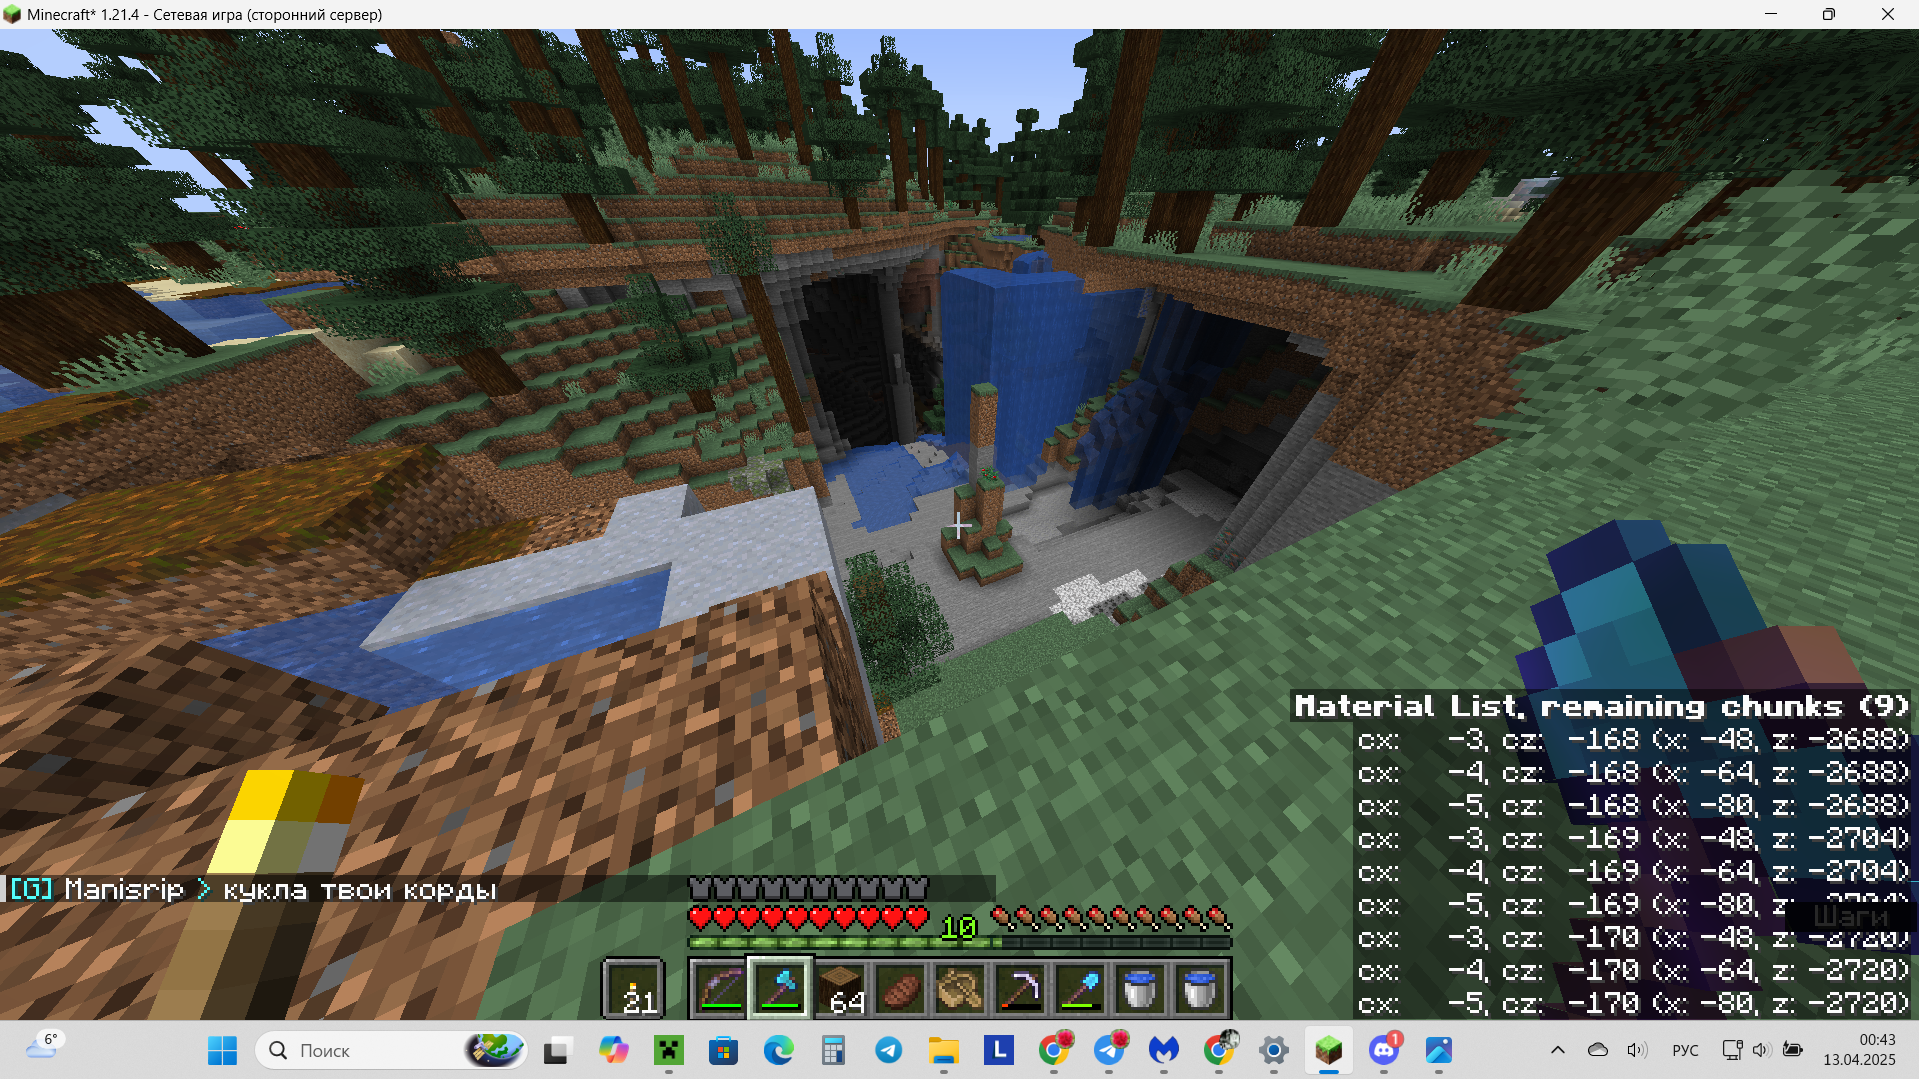 Minecraft* 1.21.4 - Сетевая игра (сторонний сервер)
Material List, remaining chunks (9)
cx: -3, cz: -168 (x: -48, z: -2688)
cx: -4, cz: -168 (x: -64, z: -2688)
cx: -5, cz: -168 (x: -80, z: -2688)
cx: -3, cz: -169 (x: -48, z: -2704)
cx: -4, cz: -169 (x: -64, z: -2704)
cx: -5, cz: -169 (x: -80, z: -2704)
Шаги
cx: -3, cz: -170 (x: -48, z: -2720)
cx: -4, cz: -170 (x: -64, z: -2720)
cx: -5, cz: -170 (x: -80, z: -2720)
[G] Manisrip > кукла твои корды
10
21
64
6°
Поиск
L
1
РУС
00:43
13.04.2025